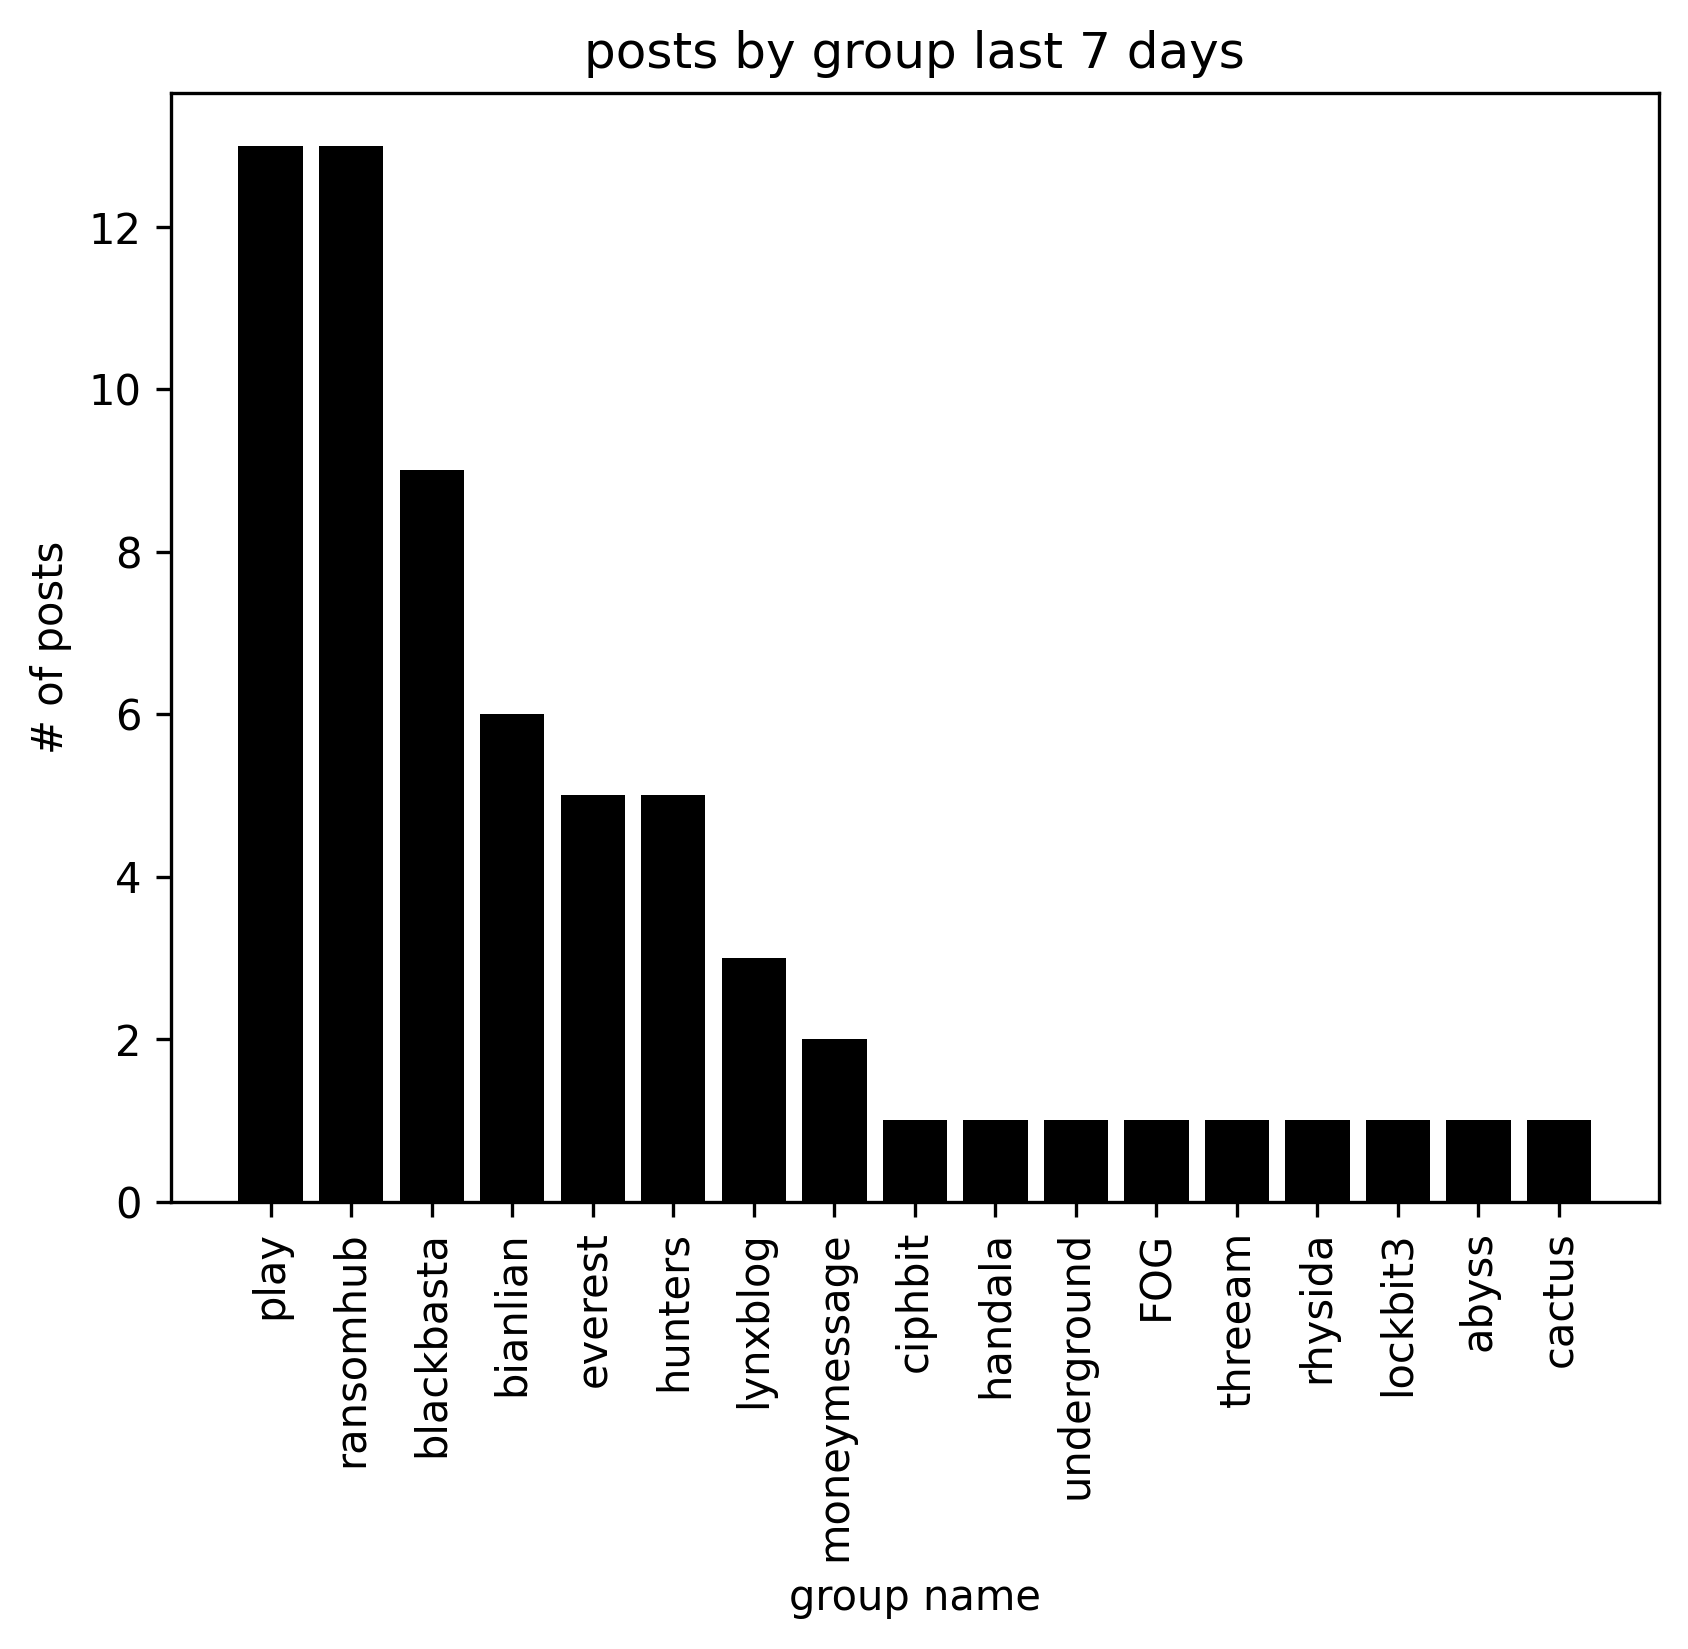 posts by group last 7 days
# of posts
12
10
8
6
4
2
0
play
ransomhub
blackbasta
bianlian
everest
hunters
lynxblog
moneymessage
ciphbit
handala
underground
FOG
threeam
rhysida
lockbit3
abyss
cactus
group name